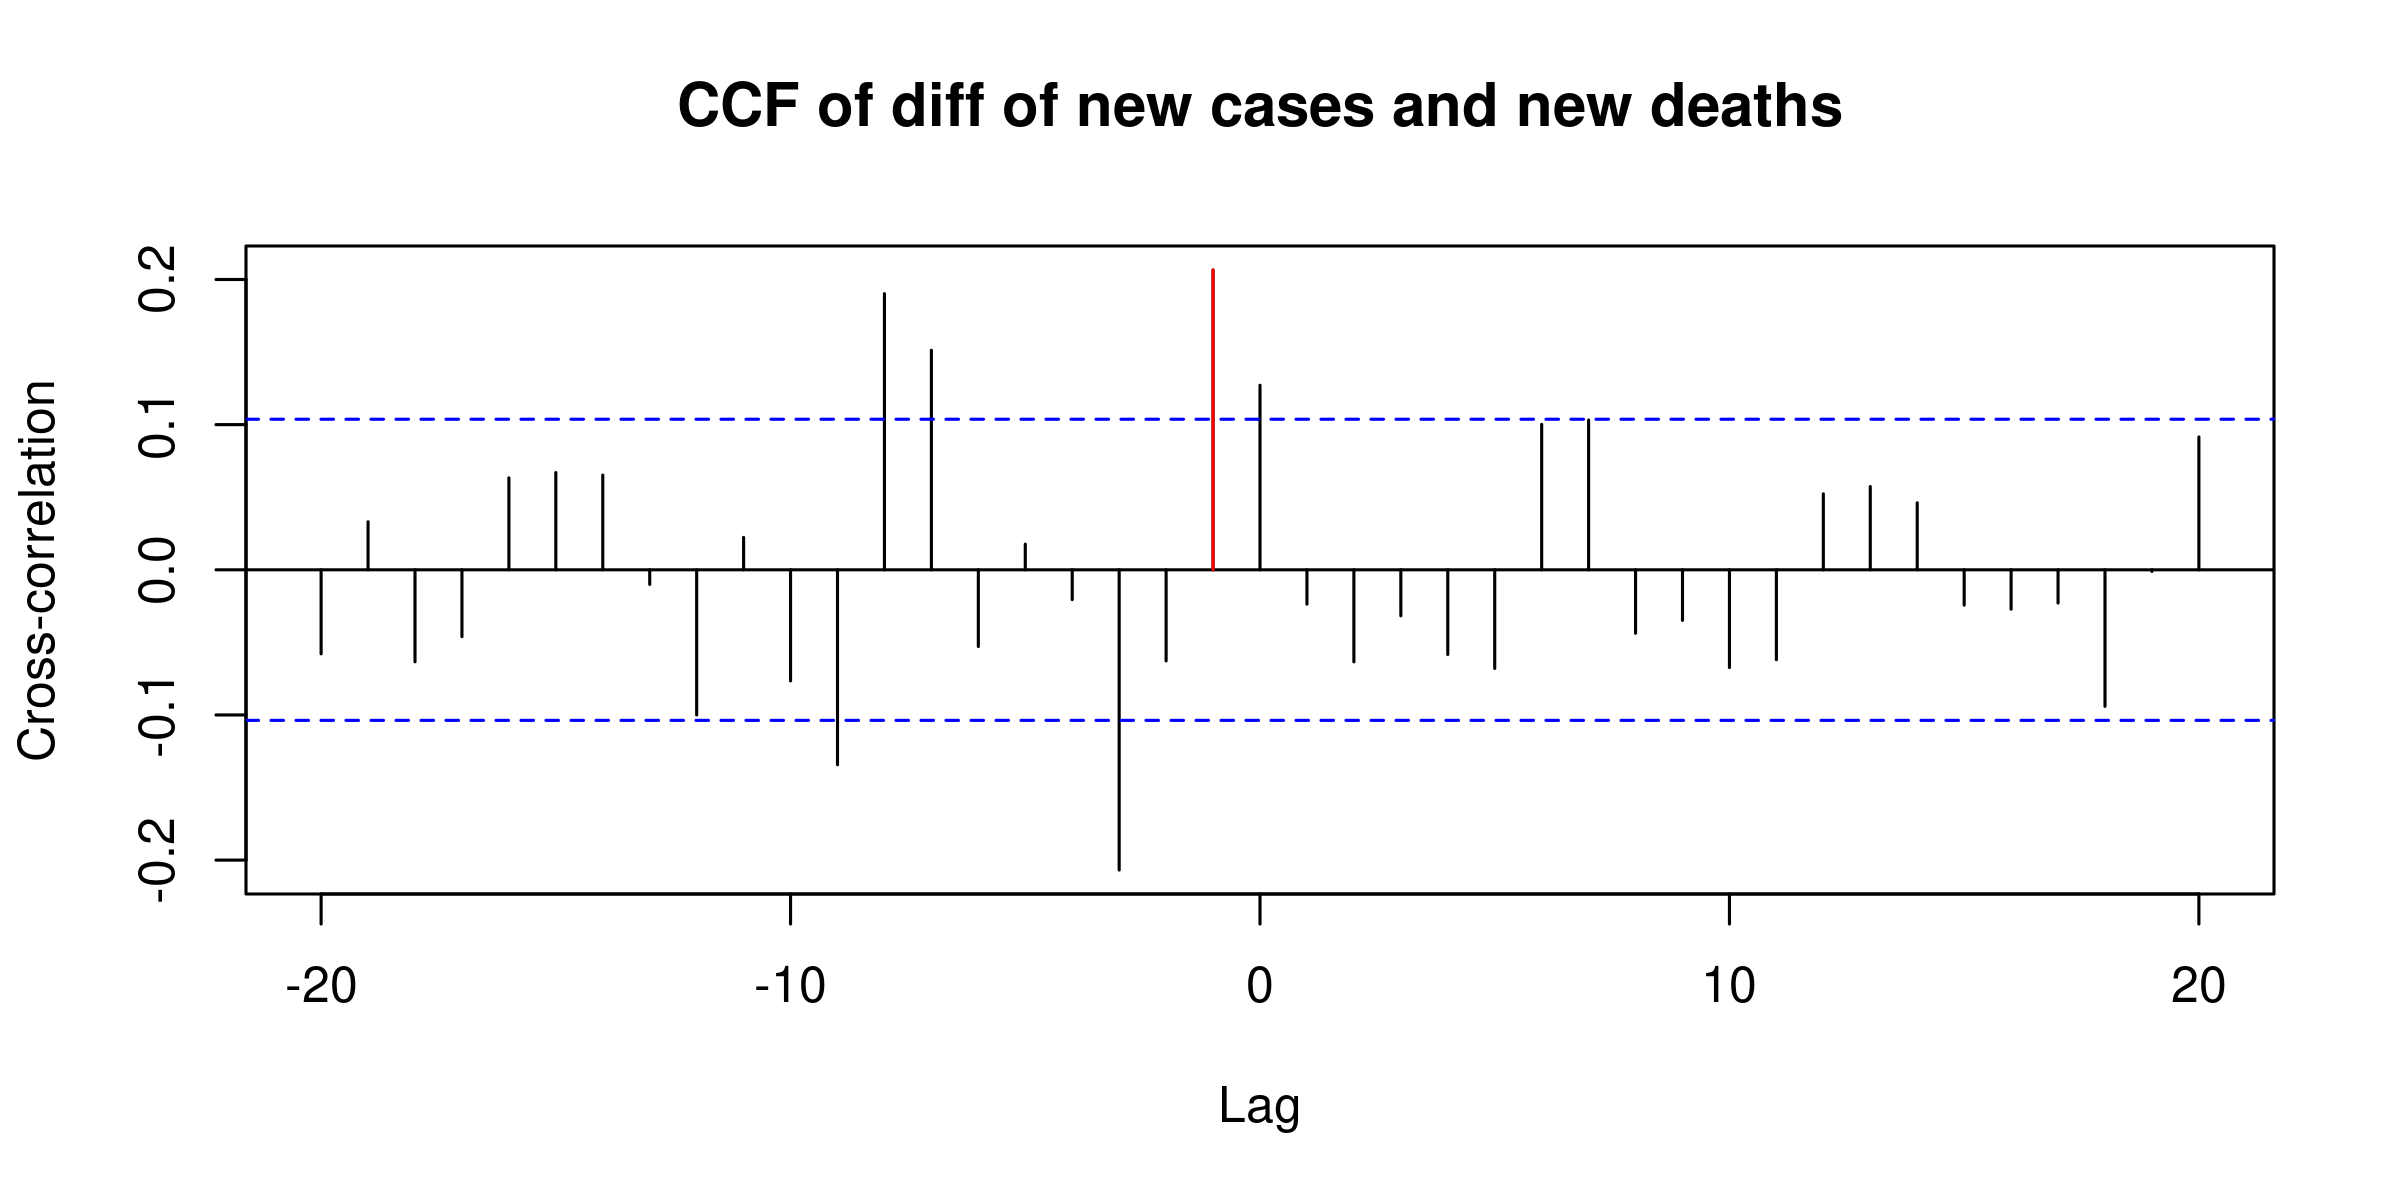 CCF of diff of new cases and new deaths
Cross-correlation
0.2
0.1
0.0
-0.1
-0.2
-20 -10 0 10 20
Lag